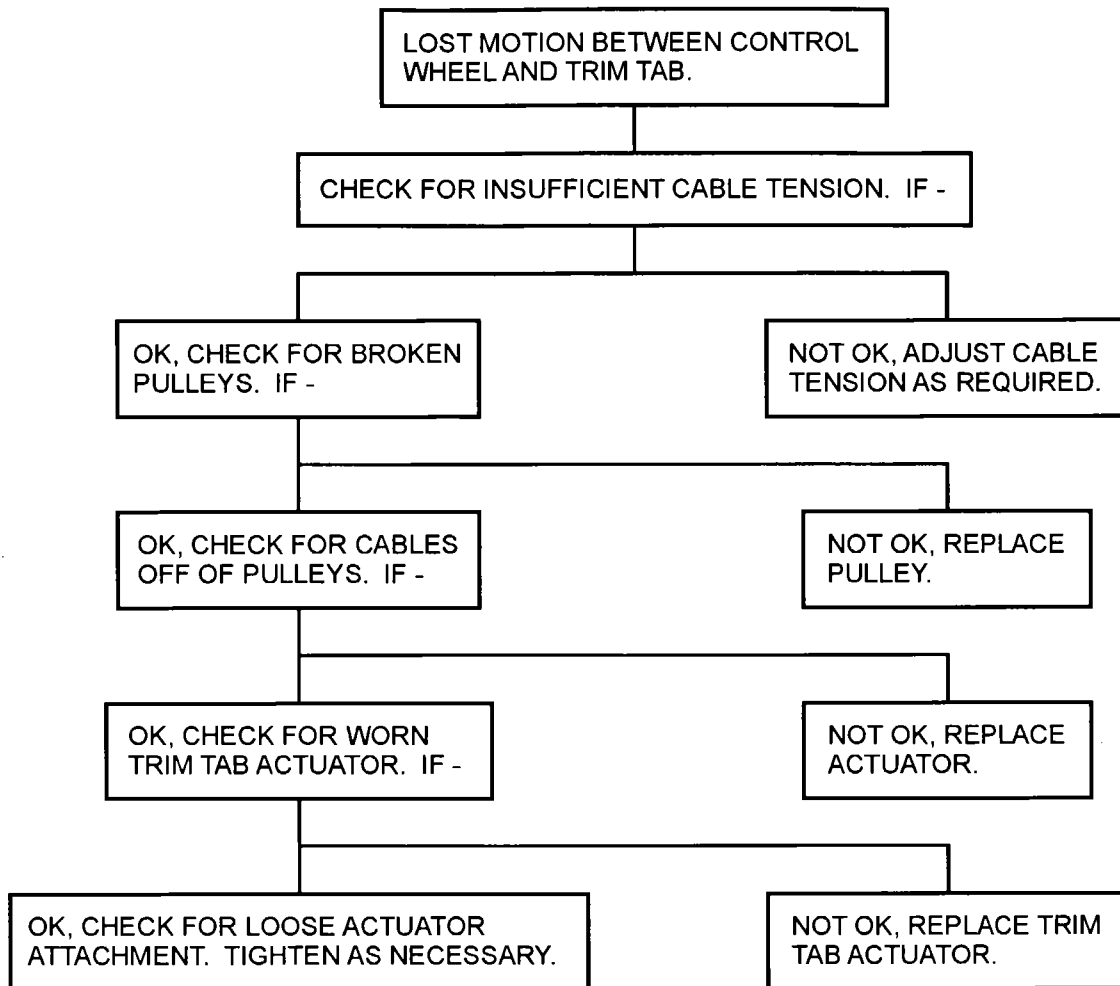 LOST MOTION BETWEEN CONTROL
WHEEL AND TRIM TAB.
CHECK FOR INSUFFICIENT CABLE TENSION. IF -
OK, CHECK FOR BROKEN
PULLEYS. IF -
NOT OK, ADJUST CABLE
TENSION AS REQUIRED.
OK, CHECK FOR CABLES
OFF OF PULLEYS. IF -
NOT OK, REPLACE
PULLEY.
OK, CHECK FOR WORN
TRIM TAB ACTUATOR. IF -
NOT OK, REPLACE
ACTUATOR.
OK, CHECK FOR LOOSE ACTUATOR
ATTACHMENT. TIGHTEN AS NECESSARY.
NOT OK, REPLACE TRIM
TAB ACTUATOR.